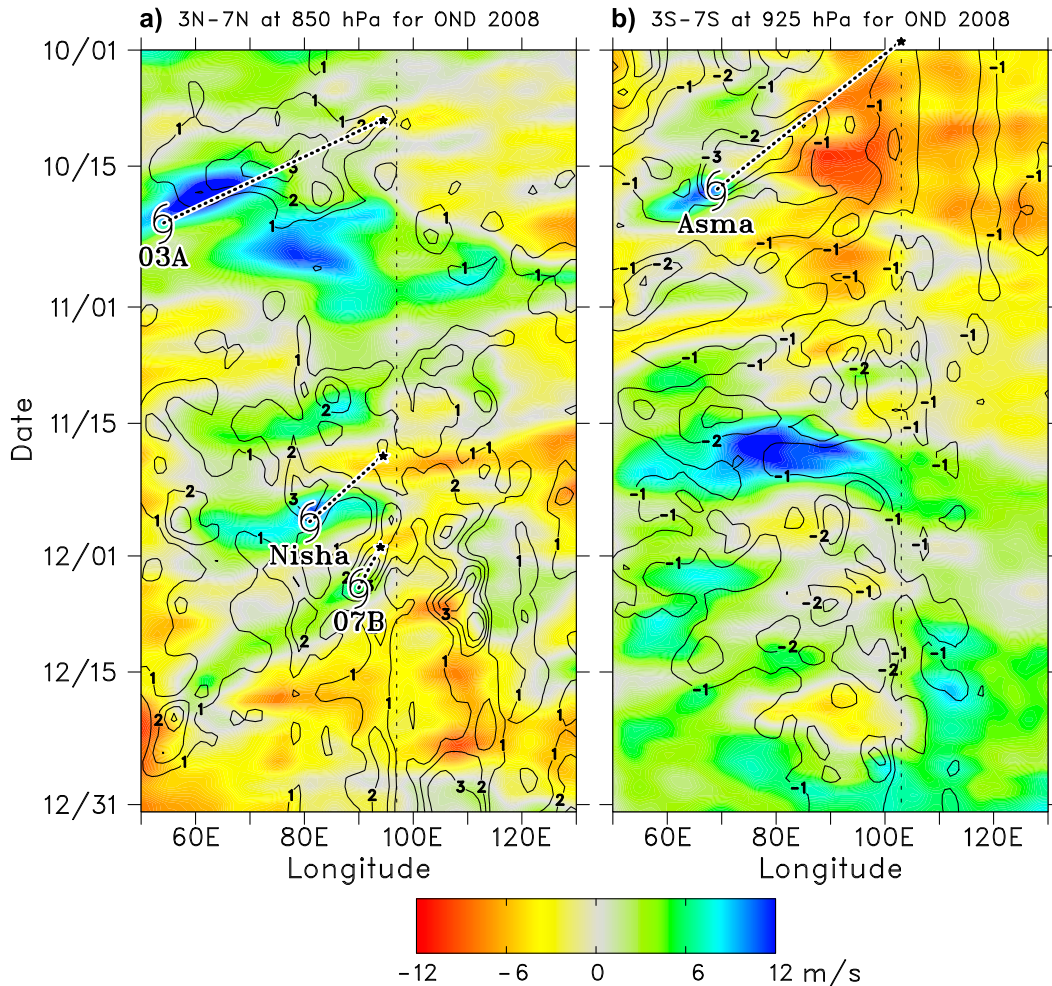 a) 3N-7N at 850 hPa for OND 2008
b) 3S-7S at 925 hPa for OND 2008
Date
10/01
10/15
11/01
11/15
12/01
12/15
12/31
03A
Nisha
07B
Asma
60E 80E 100E 120E
60E 80E 100E 120E
Longitude
Longitude
-12 -6 0 6 12 m/s